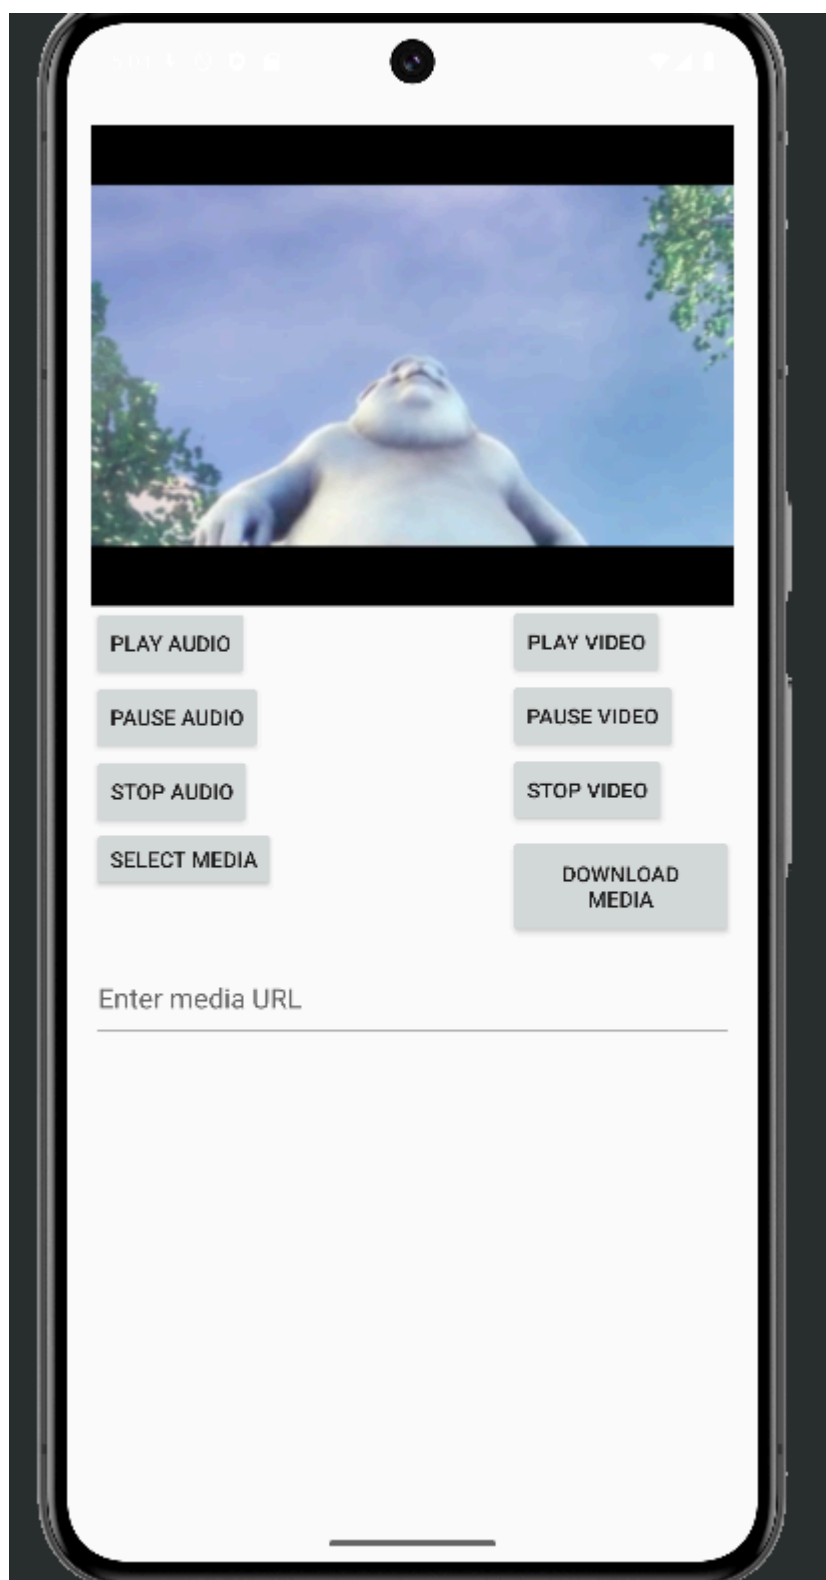 PLAY AUDIO
PLAY VIDEO
PAUSE AUDIO
PAUSE VIDEO
STOP AUDIO
STOP VIDEO
SELECT MEDIA
DOWNLOAD
MEDIA
Enter media URL